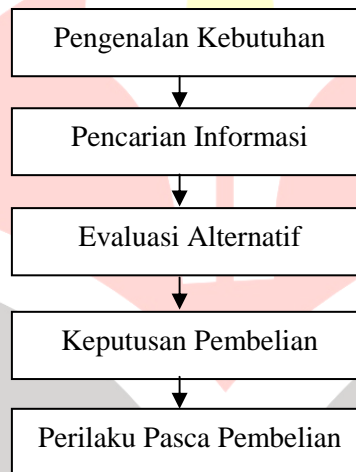 Pengenalan Kebutuhan
Pencarian Informasi
Evaluasi Alternatif
Keputusan Pembelian
Perilaku Pasca Pembelian